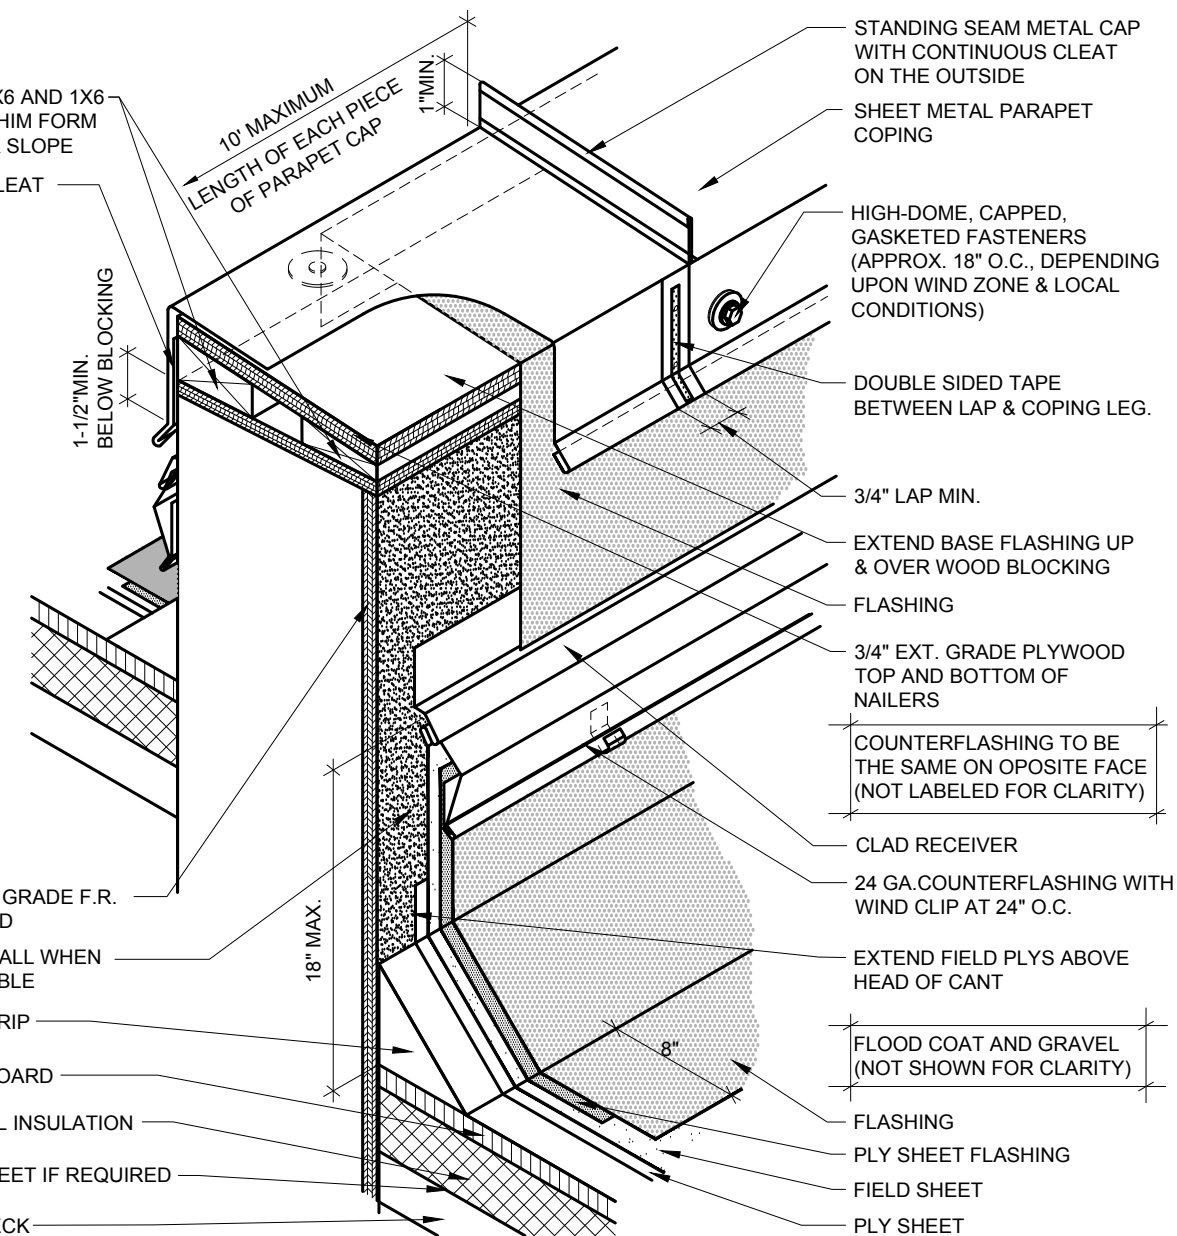 X6 AND 1X6
HIM FORM
SLOPE
LEAT
10' MAXIMUM
LENGTH OF EACH PIECE
OF PARAPET CAP
1"MIN.
1-1/2"MIN.
BELOW BLOCKING
STANDING SEAM METAL CAP
WITH CONTINUOUS CLEAT
ON THE OUTSIDE
SHEET METAL PARAPET
COPING
HIGH-DOME, CAPPED,
GASKETED FASTENERS
(APPROX. 18" O.C., DEPENDING
UPON WIND ZONE & LOCAL
CONDITIONS)
DOUBLE SIDED TAPE
BETWEEN LAP & COPING LEG.
3/4" LAP MIN.
EXTEND BASE FLASHING UP
& OVER WOOD BLOCKING
FLASHING
3/4" EXT. GRADE PLYWOOD
TOP AND BOTTOM OF
NAILERS
COUNTERFLASHING TO BE
THE SAME ON OPOSITE FACE
(NOT LABELED FOR CLARITY)
CLAD RECEIVER
24 GA.COUNTERFLASHING WITH
WIND CLIP AT 24" O.C.
EXTEND FIELD PLYS ABOVE
HEAD OF CANT
FLOOD COAT AND GRAVEL
(NOT SHOWN FOR CLARITY)
FLASHING
PLY SHEET FLASHING
FIELD SHEET
PLY SHEET
GRADE F.R.
D
ALL WHEN
BLE
RIP
OARD
L INSULATION
EET IF REQUIRED
ECK
18" MAX.
8"